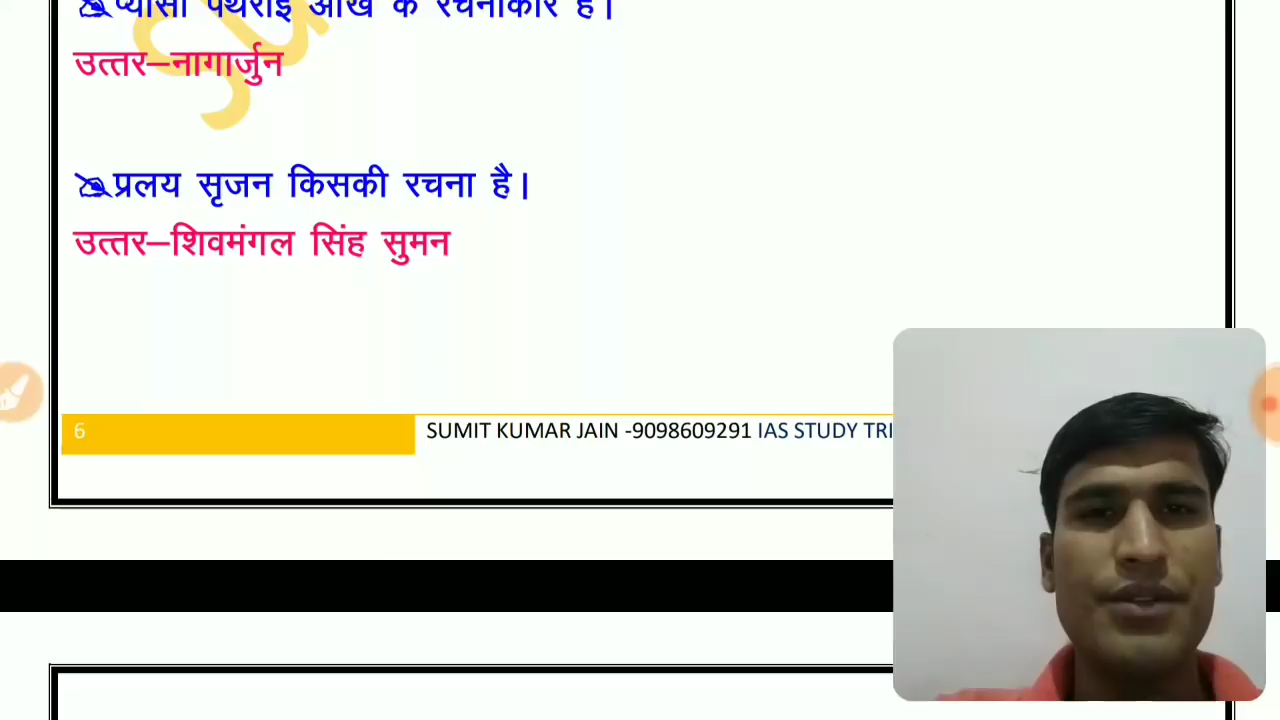 प्यासी पथराई आँखें के रचनाकार है।
उत्तर–नागार्जुन
प्रलय सृजन किसकी रचना है।
उत्तर–शिवमंगल सिंह सुमन
6
SUMIT KUMAR JAIN -9098609291 IAS STUDY TRI